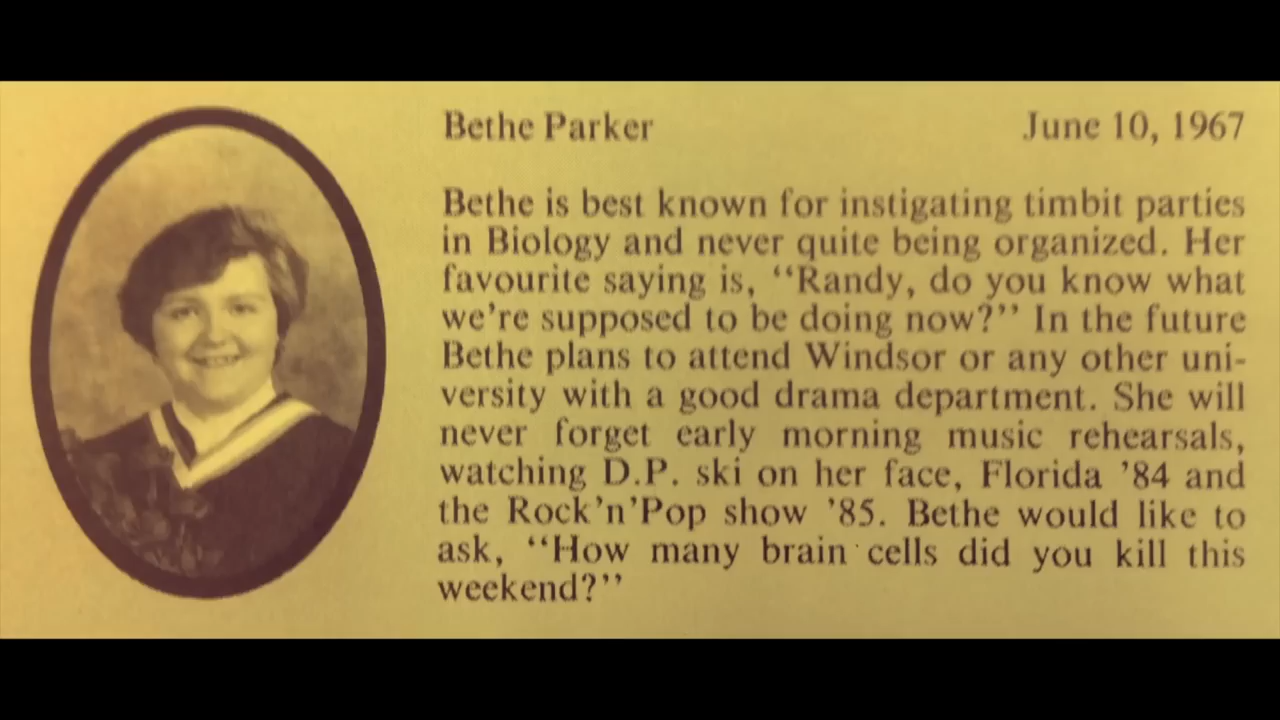 Bethe Parker June 10, 1967
Bethe is best known for instigating timbit parties
in Biology and never quite being organized. Her
favourite saying is, ‘‘Randy, do you know what
we’re supposed to be doing now?’’ In the future
Bethe plans to attend Windsor or any other uni-
versity with a good drama department. She will
never forget early morning music rehearsals,
watching D.P. ski on her face, Florida ’84 and
the Rock’n’Pop show ’85. Bethe would like to
ask, ‘‘How many brain cells did you kill this
weekend?’’